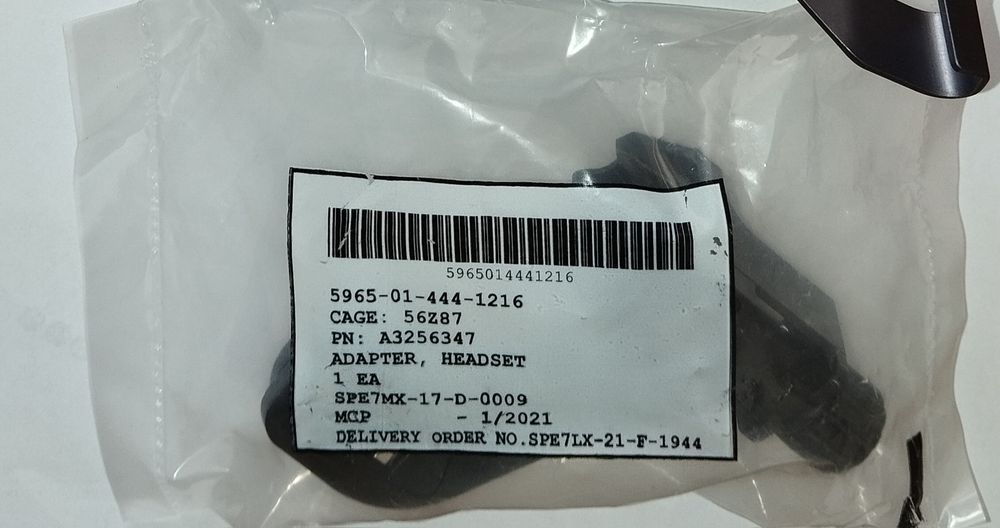 5965014441216
5965-01-444-1216
CAGE: 56Z87
PN: A3256347
ADAPTER, HEADSET
1 EA
SPE7MX-17-D-0009
MCP - 1/2021
DELIVERY ORDER NO.SPE7LX-21-F-1944